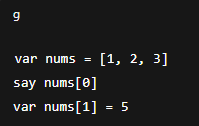 g
var nums = [1, 2, 3]
say nums[0]
var nums[1] = 5